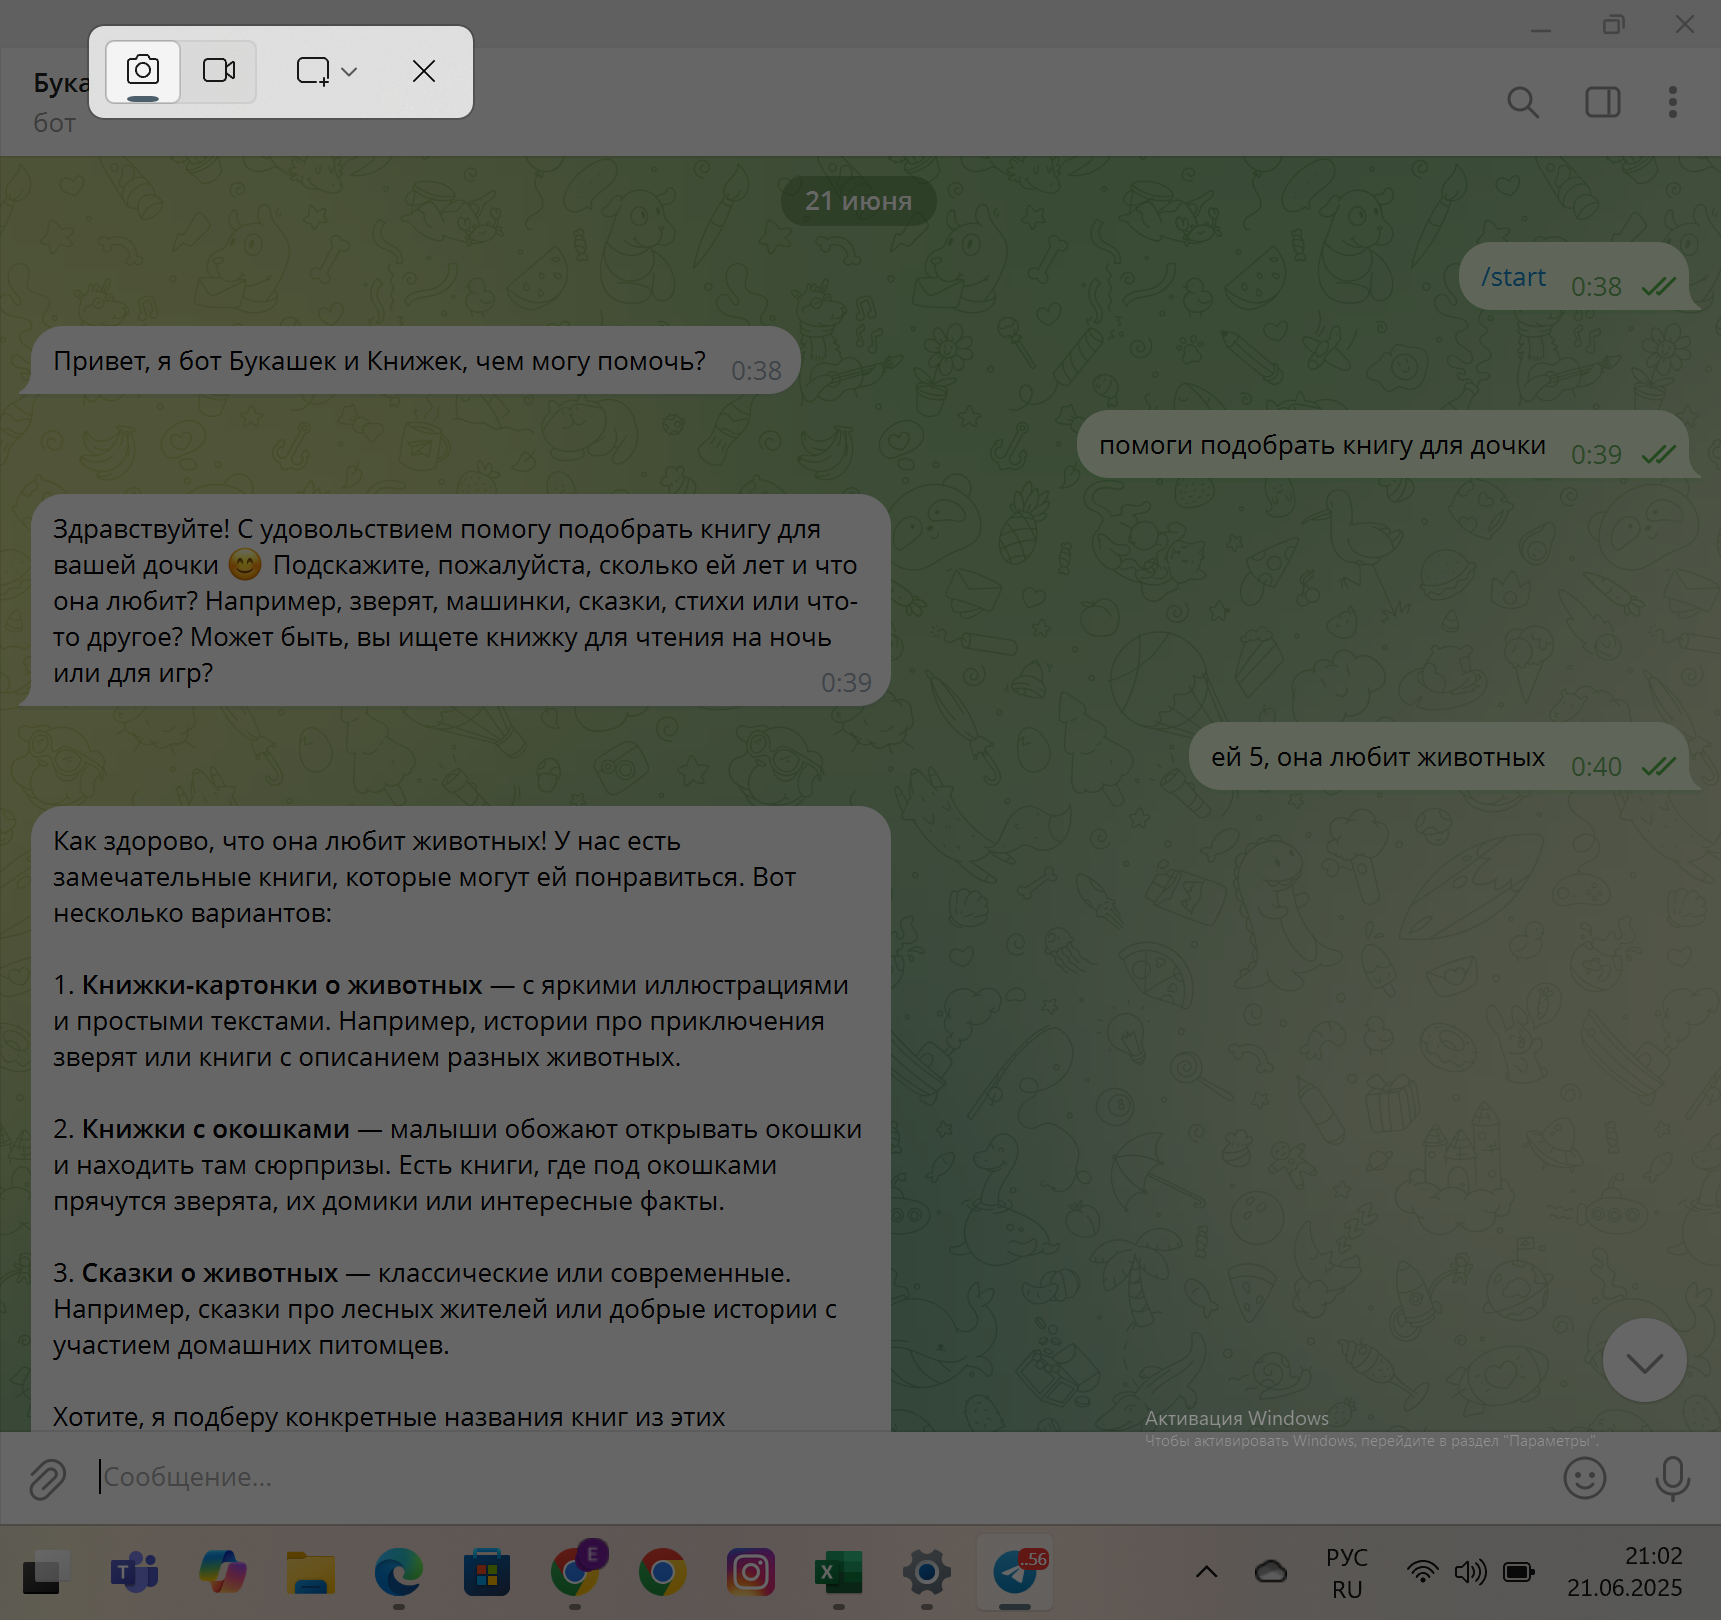 Бука
бот
21 июня
/start 0:38
Привет, я бот Букашек и Книжек, чем могу помочь? 0:38
помоги подобрать книгу для дочки 0:39
Здравствуйте! С удовольствием помогу подобрать книгу для
вашей дочки 😊 Подскажите, пожалуйста, сколько ей лет и что
она любит? Например, зверят, машинки, сказки, стихи или что-
то другое? Может быть, вы ищете книжку для чтения на ночь
или для игр?
0:39
ей 5, она любит животных 0:40
Как здорово, что она любит животных! У нас есть
замечательные книги, которые могут ей понравиться. Вот
несколько вариантов:
1. Книжки-картонки о животных — с яркими иллюстрациями
и простыми текстами. Например, истории про приключения
зверят или книги с описанием разных животных.
2. Книжки с окошками — малыши обожают открывать окошки
и находить там сюрпризы. Есть книги, где под окошками
прячутся зверята, их домики или интересные факты.
3. Сказки о животных — классические или современные.
Например, сказки про лесных жителей или добрые истории с
участием домашних питомцев.
Хотите, я подберу конкретные названия книг из этих
Активация Windows
Чтобы активировать Windows, перейдите в раздел "Параметры".
Сообщение...
T
E
X
..56
РУС
RU
21:02
21.06.2025